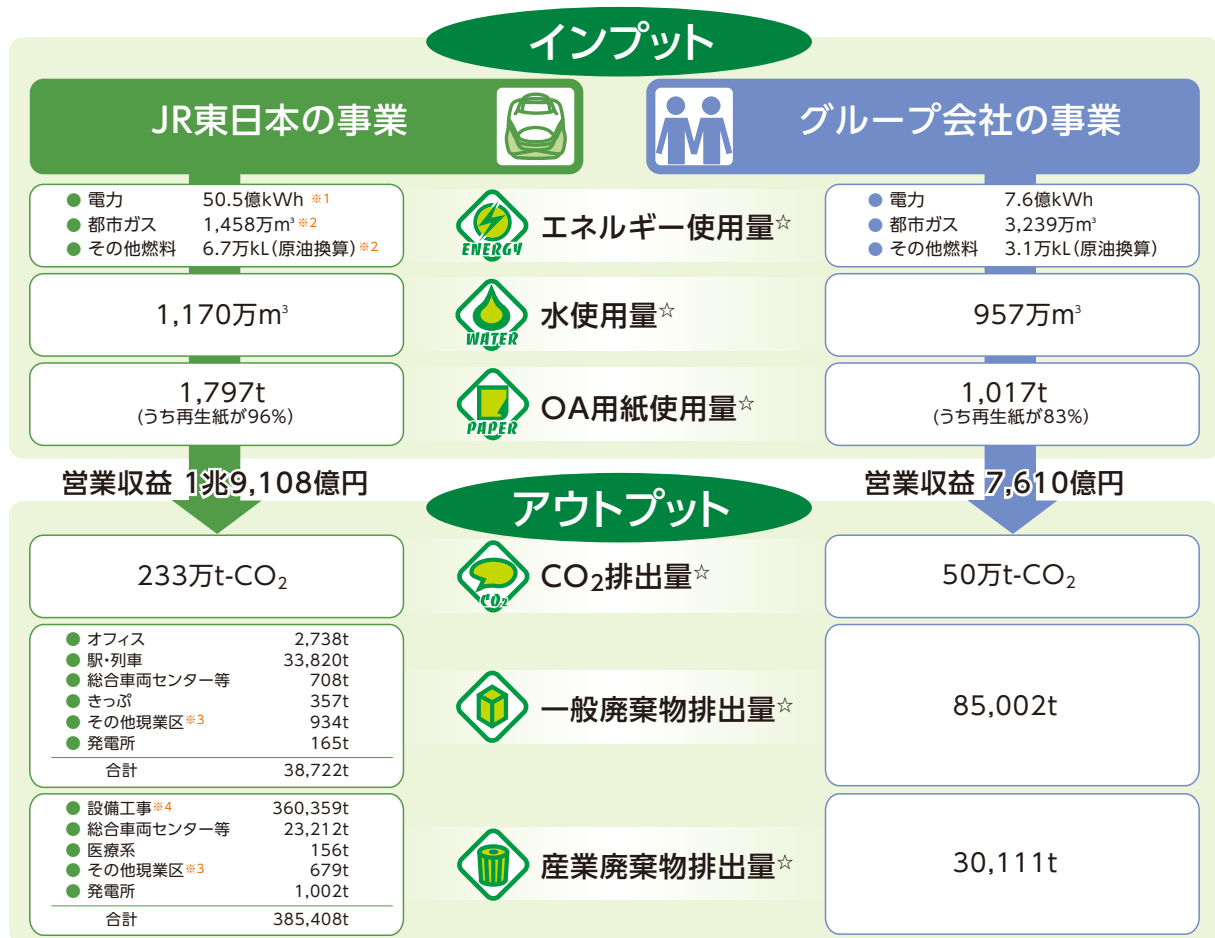 インプット
JR東日本の事業
グループ会社の事業
● 電力 50.5億kWh ※1
● 都市ガス 1,458万m³ ※2
● その他燃料 6.7万kL(原油換算)※2
ENERGY
エネルギー使用量☆
● 電力 7.6億kWh
● 都市ガス 3,239万m³
● その他燃料 3.1万kL(原油換算)
1,170万m³
WATER
水使用量☆
957万m³
1,797t
(うち再生紙が96%)
PAPER
OA用紙使用量☆
1,017t
(うち再生紙が83%)
営業収益 1兆9,108億円
営業収益 7,610億円
アウトプット
233万t-CO₂
CO₂
CO₂排出量☆
50万t-CO₂
● オフィス 2,738t
● 駅・列車 33,820t
● 総合車両センター等 708t
● きっぷ 357t
● その他現業区※3 934t
● 発電所 165t
合計 38,722t
一般廃棄物排出量☆
85,002t
● 設備工事※4 360,359t
● 総合車両センター等 23,212t
● 医療系 156t
● その他現業区※3 679t
● 発電所 1,002t
合計 385,408t
産業廃棄物排出量☆
30,111t